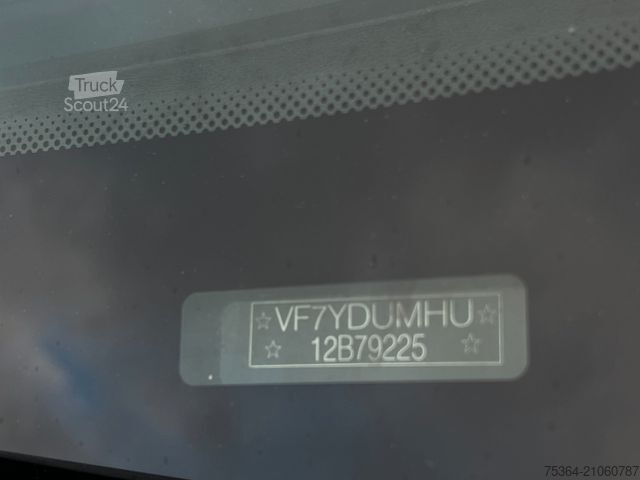 Truck
Scout24
☆VF7YDUMHU☆
☆ 12B79225 ☆
75364-21060787